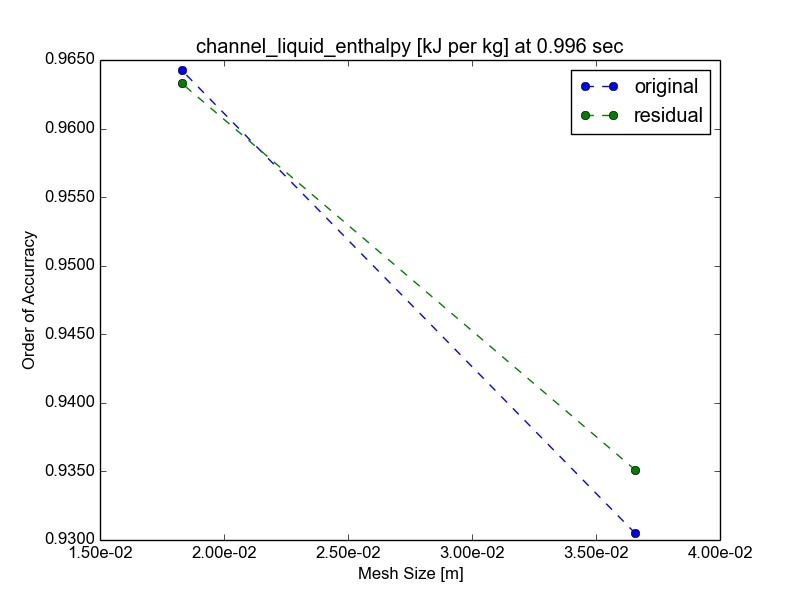 channel_liquid_enthalpy [kJ per kg] at 0.996 sec
original
residual
0.9650
0.9600
0.9550
0.9500
0.9450
0.9400
0.9350
0.9300
Order of Accurracy
1.50e-02 2.00e-02 2.50e-02 3.00e-02 3.50e-02 4.00e-02
Mesh Size [m]